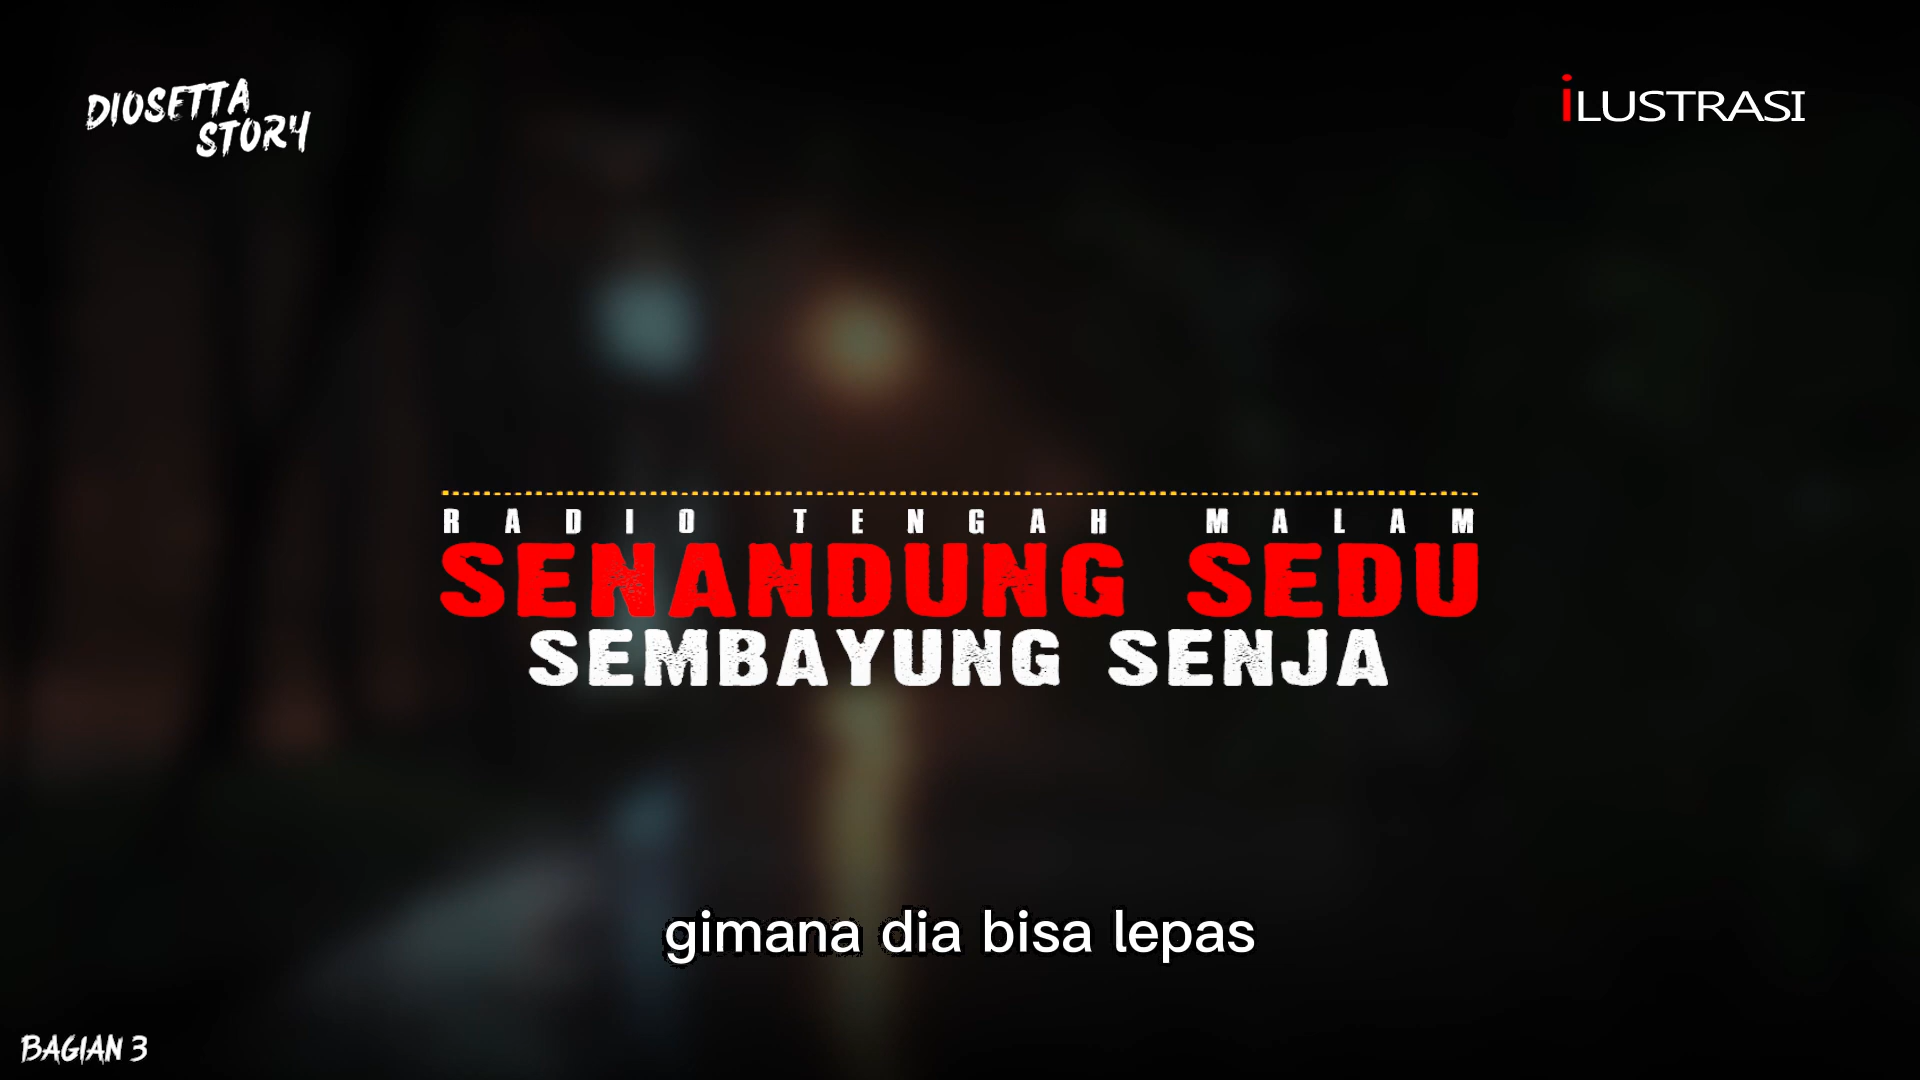 DIOSETTA
STORY
iLUSTRASI
RADIO TENGAH MALAM
SENANDUNG SEDU
SEMBAYUNG SENJA
gimana dia bisa lepas
BAGIAN 3